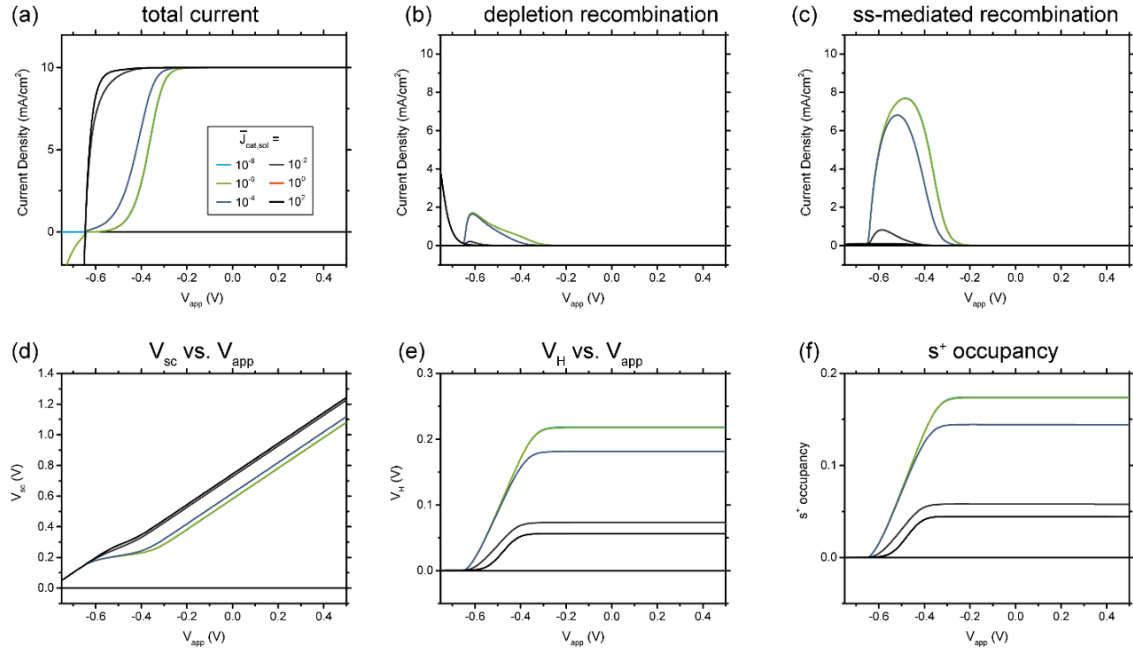 (a) total current
Current Density (mA/cm²)
10
5
0
-0.6 -0.4 -0.2 0.0 0.2 0.4
V_app (V)
J̅_cat,sol =
10⁻⁸ 10⁻²
10⁻⁶ 10⁰
10⁻⁴ 10²
(b) depletion recombination
Current Density (mA/cm²)
10
8
6
4
2
0
-0.6 -0.4 -0.2 0.0 0.2 0.4
V_app (V)
(c) ss-mediated recombination
Current Density (mA/cm²)
10
8
6
4
2
0
-0.6 -0.4 -0.2 0.0 0.2 0.4
V_app (V)
(d) V_sc vs. V_app
V_sc (V)
1.4
1.2
1.0
0.8
0.6
0.4
0.2
0.0
-0.6 -0.4 -0.2 0.0 0.2 0.4
V_app (V)
(e) V_H vs. V_app
V_H (V)
0.3
0.2
0.1
0.0
-0.6 -0.4 -0.2 0.0 0.2 0.4
V_app (V)
(f) s⁺ occupancy
s⁺ occupancy
0.2
0.1
0.0
-0.6 -0.4 -0.2 0.0 0.2 0.4
V_app (V)